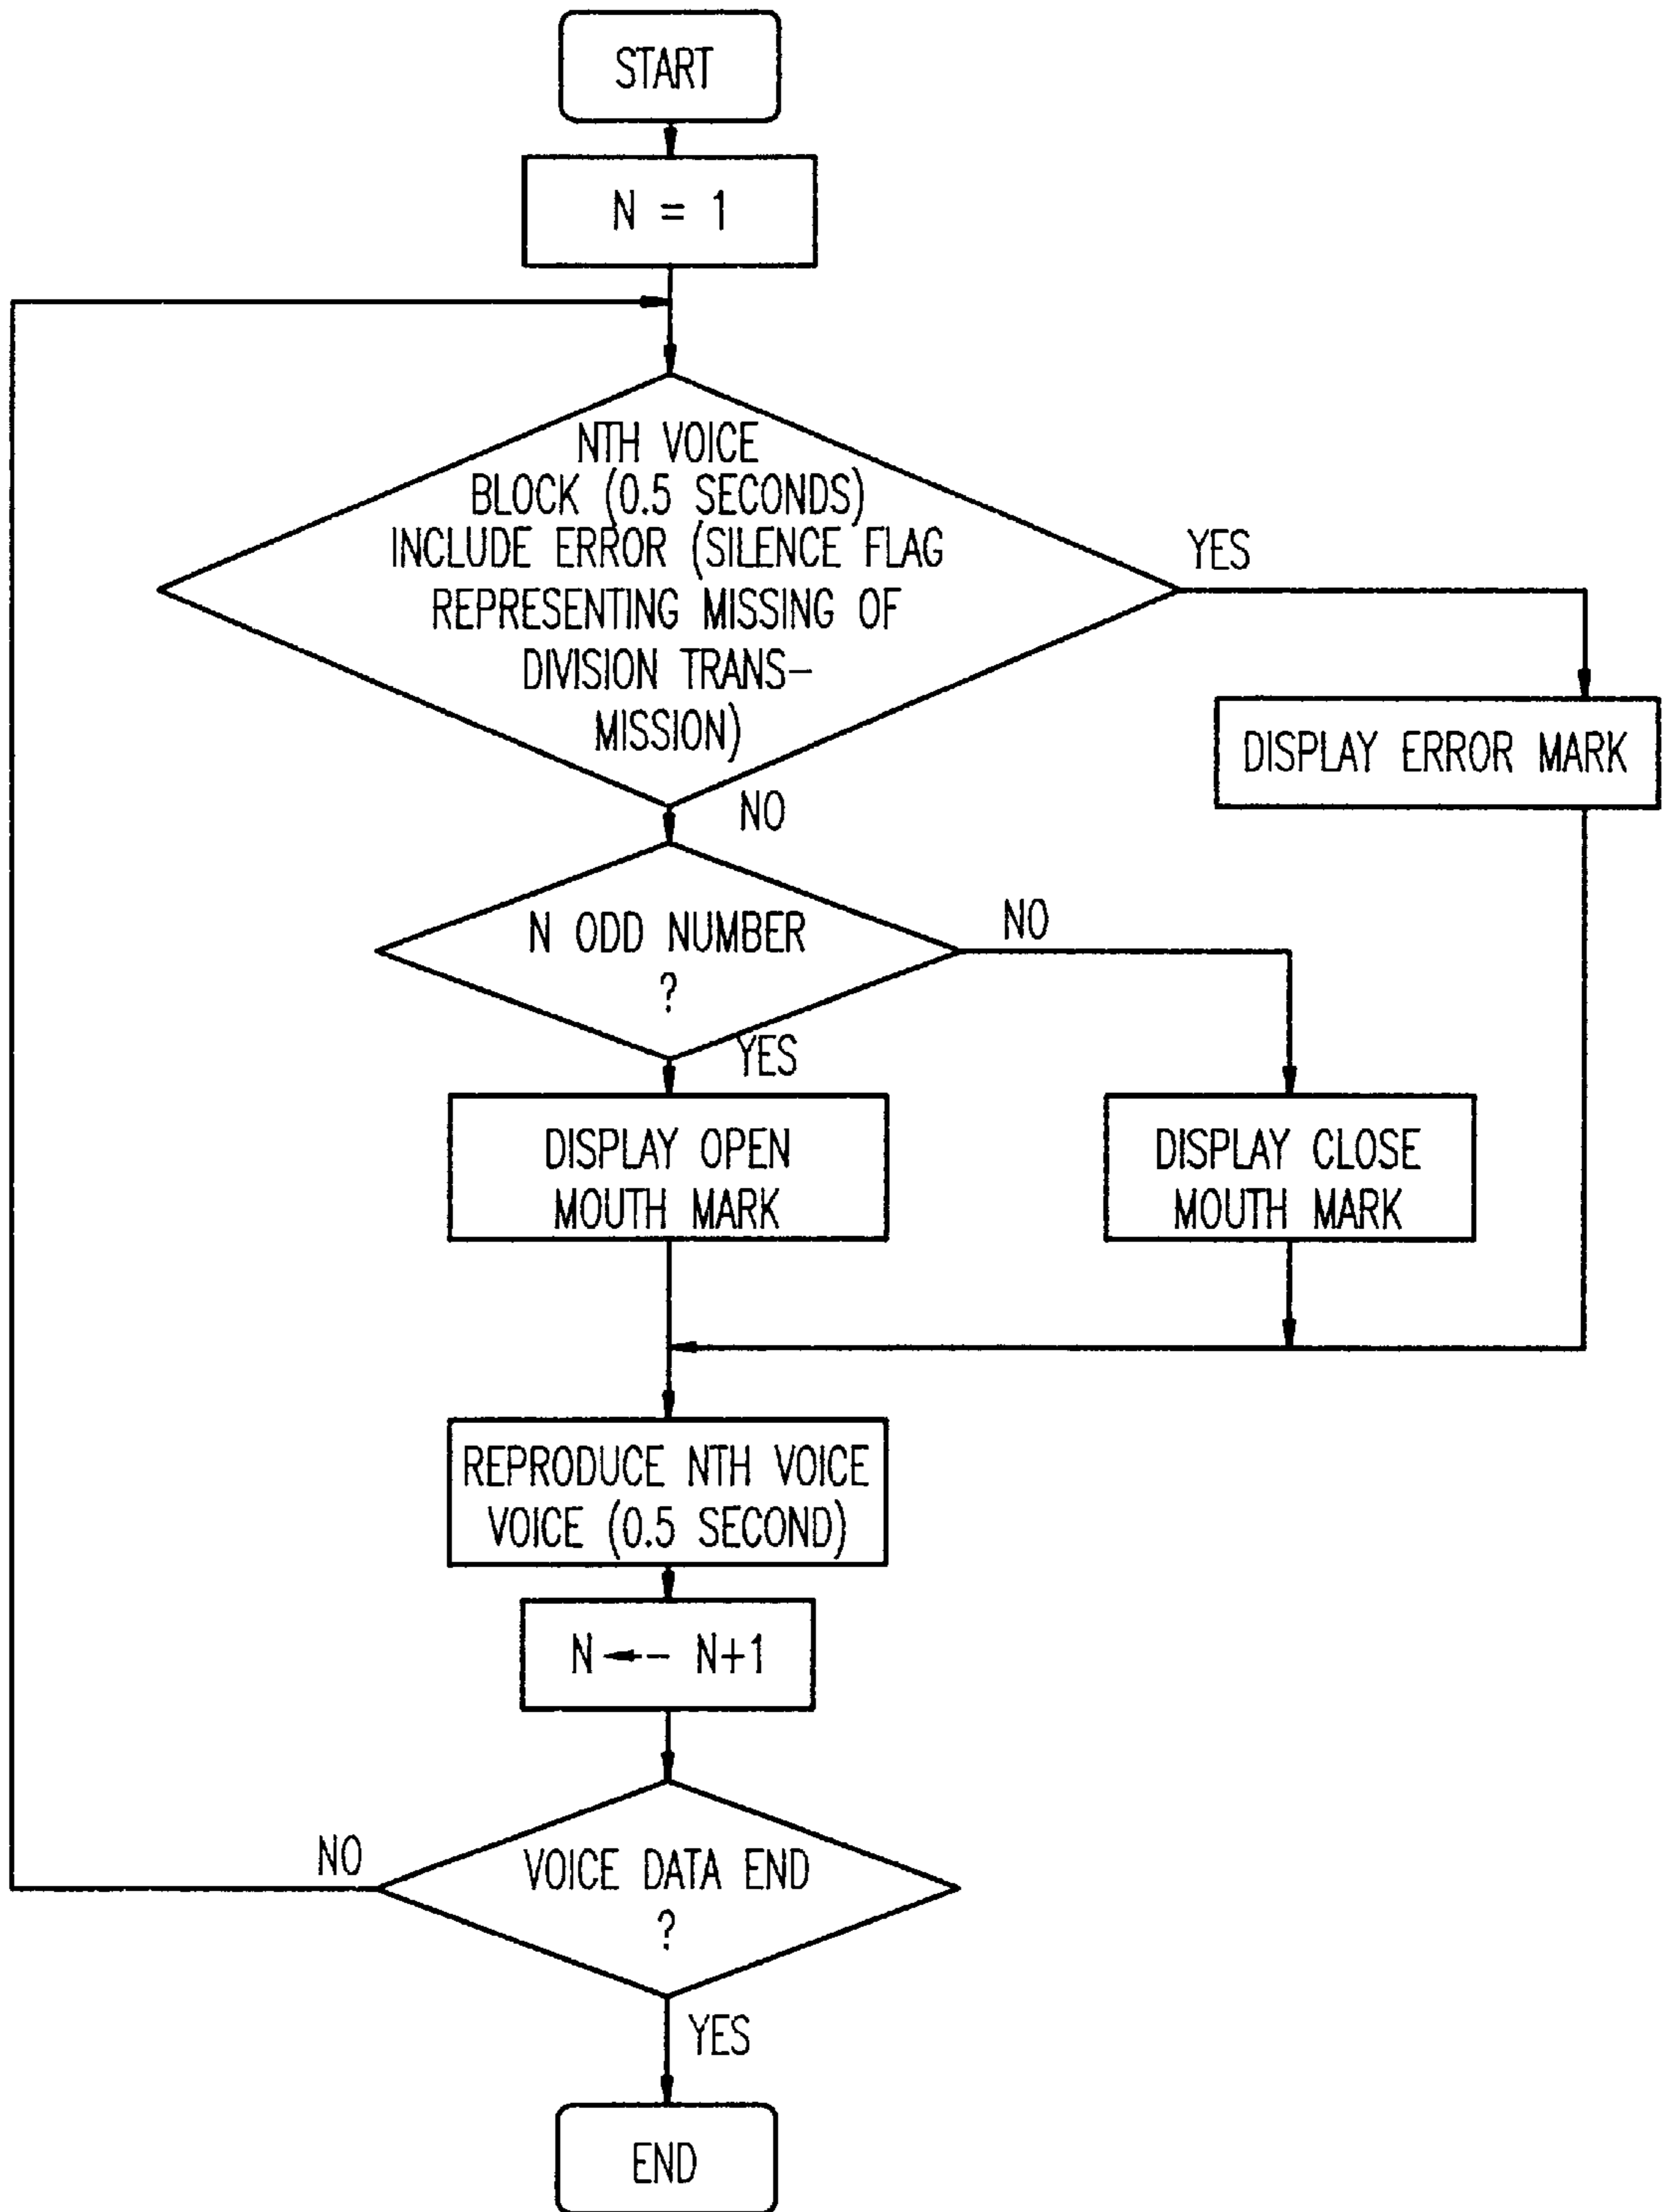 START
N = 1
NTH VOICE
BLOCK (0.5 SECONDS)
INCLUDE ERROR (SILENCE FLAG
REPRESENTING MISSING OF
DIVISION TRANS-
MISSION)
YES
DISPLAY ERROR MARK
NO
N ODD NUMBER
?
NO
YES
DISPLAY OPEN
MOUTH MARK
DISPLAY CLOSE
MOUTH MARK
REPRODUCE NTH VOICE
VOICE (0.5 SECOND)
N ← N+1
VOICE DATA END
?
NO
YES
END